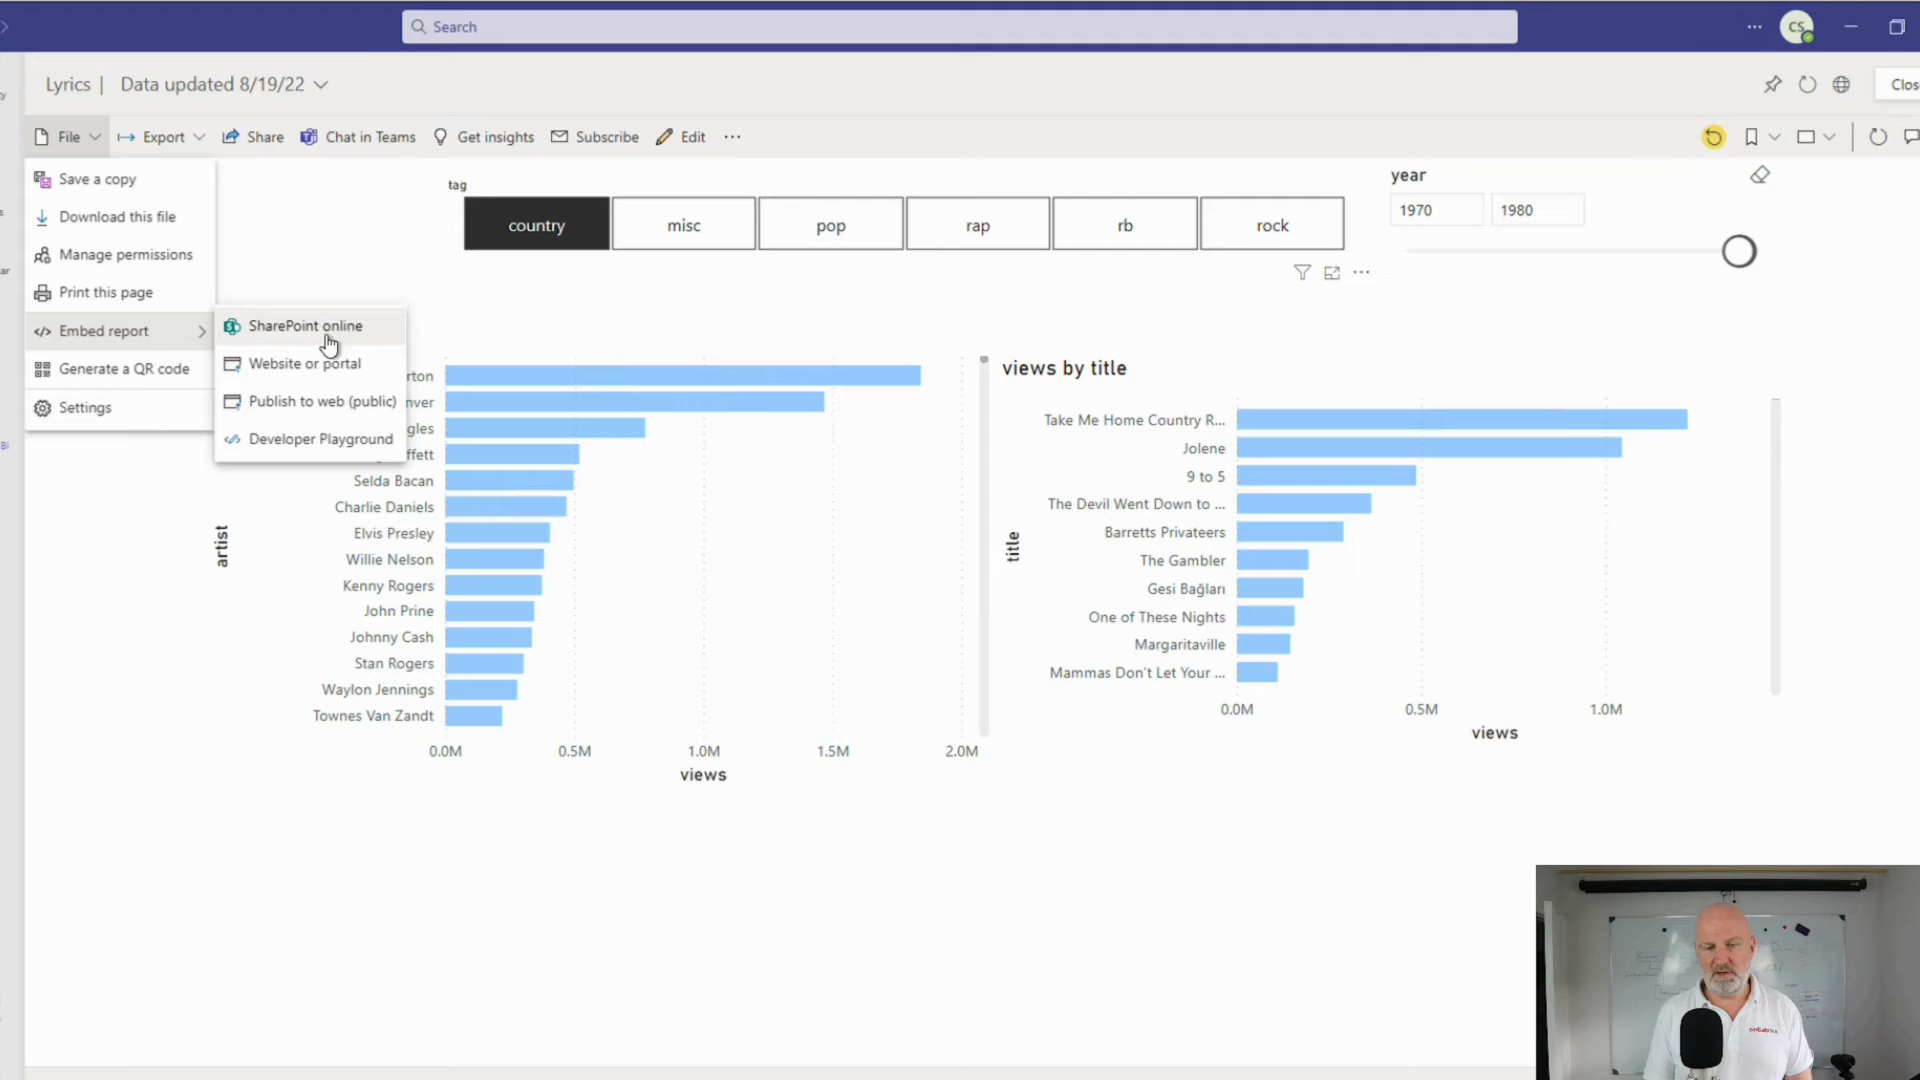 Search
CS
Lyrics | Data updated 8/19/22
Clos
File Export Share Chat in Teams Get insights Subscribe Edit
Save a copy
Download this file
Manage permissions
Print this page
Embed report
Generate a QR code
Settings
SharePoint online
Website or portal
Publish to web (public)
Developer Playground
tag
country misc pop rap rb rock
year
1970 1980
rton
nver
gles
ffett
Selda Bacan
Charlie Daniels
Elvis Presley
Willie Nelson
Kenny Rogers
John Prine
Johnny Cash
Stan Rogers
Waylon Jennings
Townes Van Zandt
artist
0.0M 0.5M 1.0M 1.5M 2.0M
views
views by title
Take Me Home Country R...
Jolene
9 to 5
The Devil Went Down to ...
Barretts Privateers
The Gambler
Gesi Bağları
One of These Nights
Margaritaville
Mammas Don't Let Your ...
title
0.0M 0.5M 1.0M
views